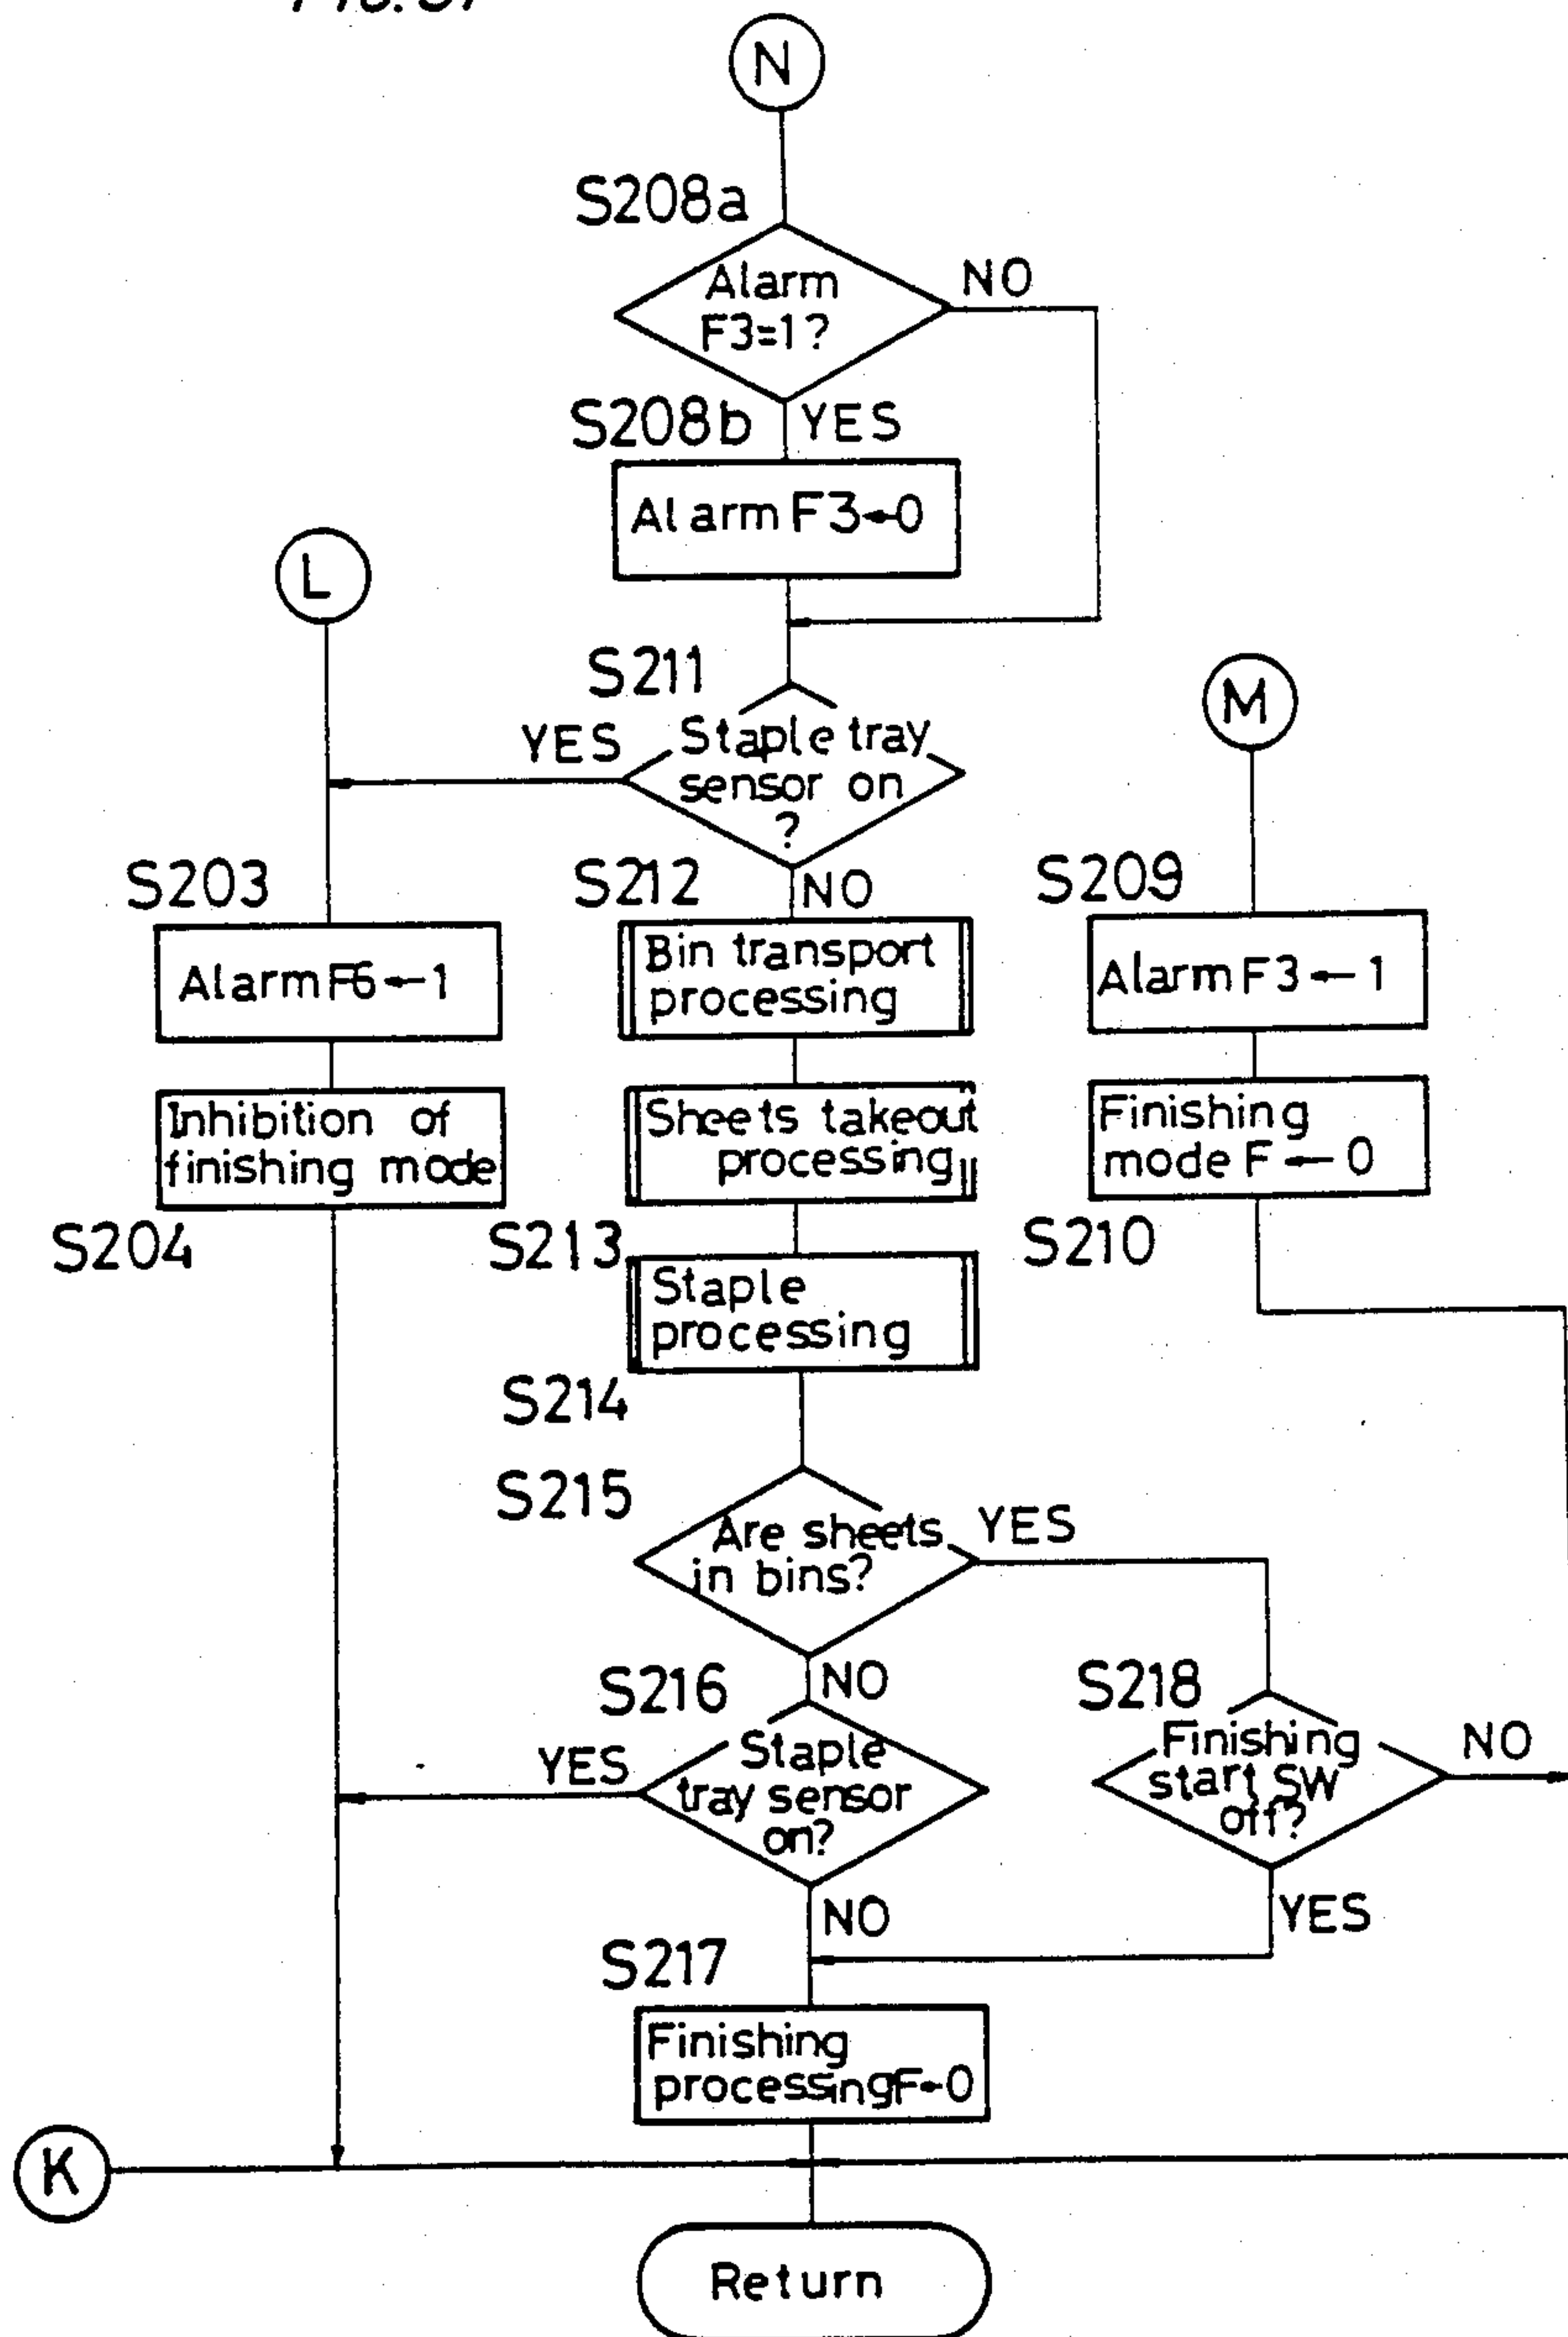 N
S208a
Alarm
F3=1?
NO
S208b
YES
Alarm F3←0
L
S211
Staple tray
sensor on
?
YES
M
S203
Alarm F6←1
S212
NO
Bin transport
processing
S209
Alarm F3←1
Inhibition of
finishing mode
S204
Sheets takeout
processing
S213
Finishing
mode F←0
S210
Staple
processing
S214
S215
Are sheets
in bins?
YES
S216
NO
Staple
tray sensor
on?
YES
S218
Finishing
start SW
off?
NO
NO
YES
S217
Finishing
processing F←0
K
Return